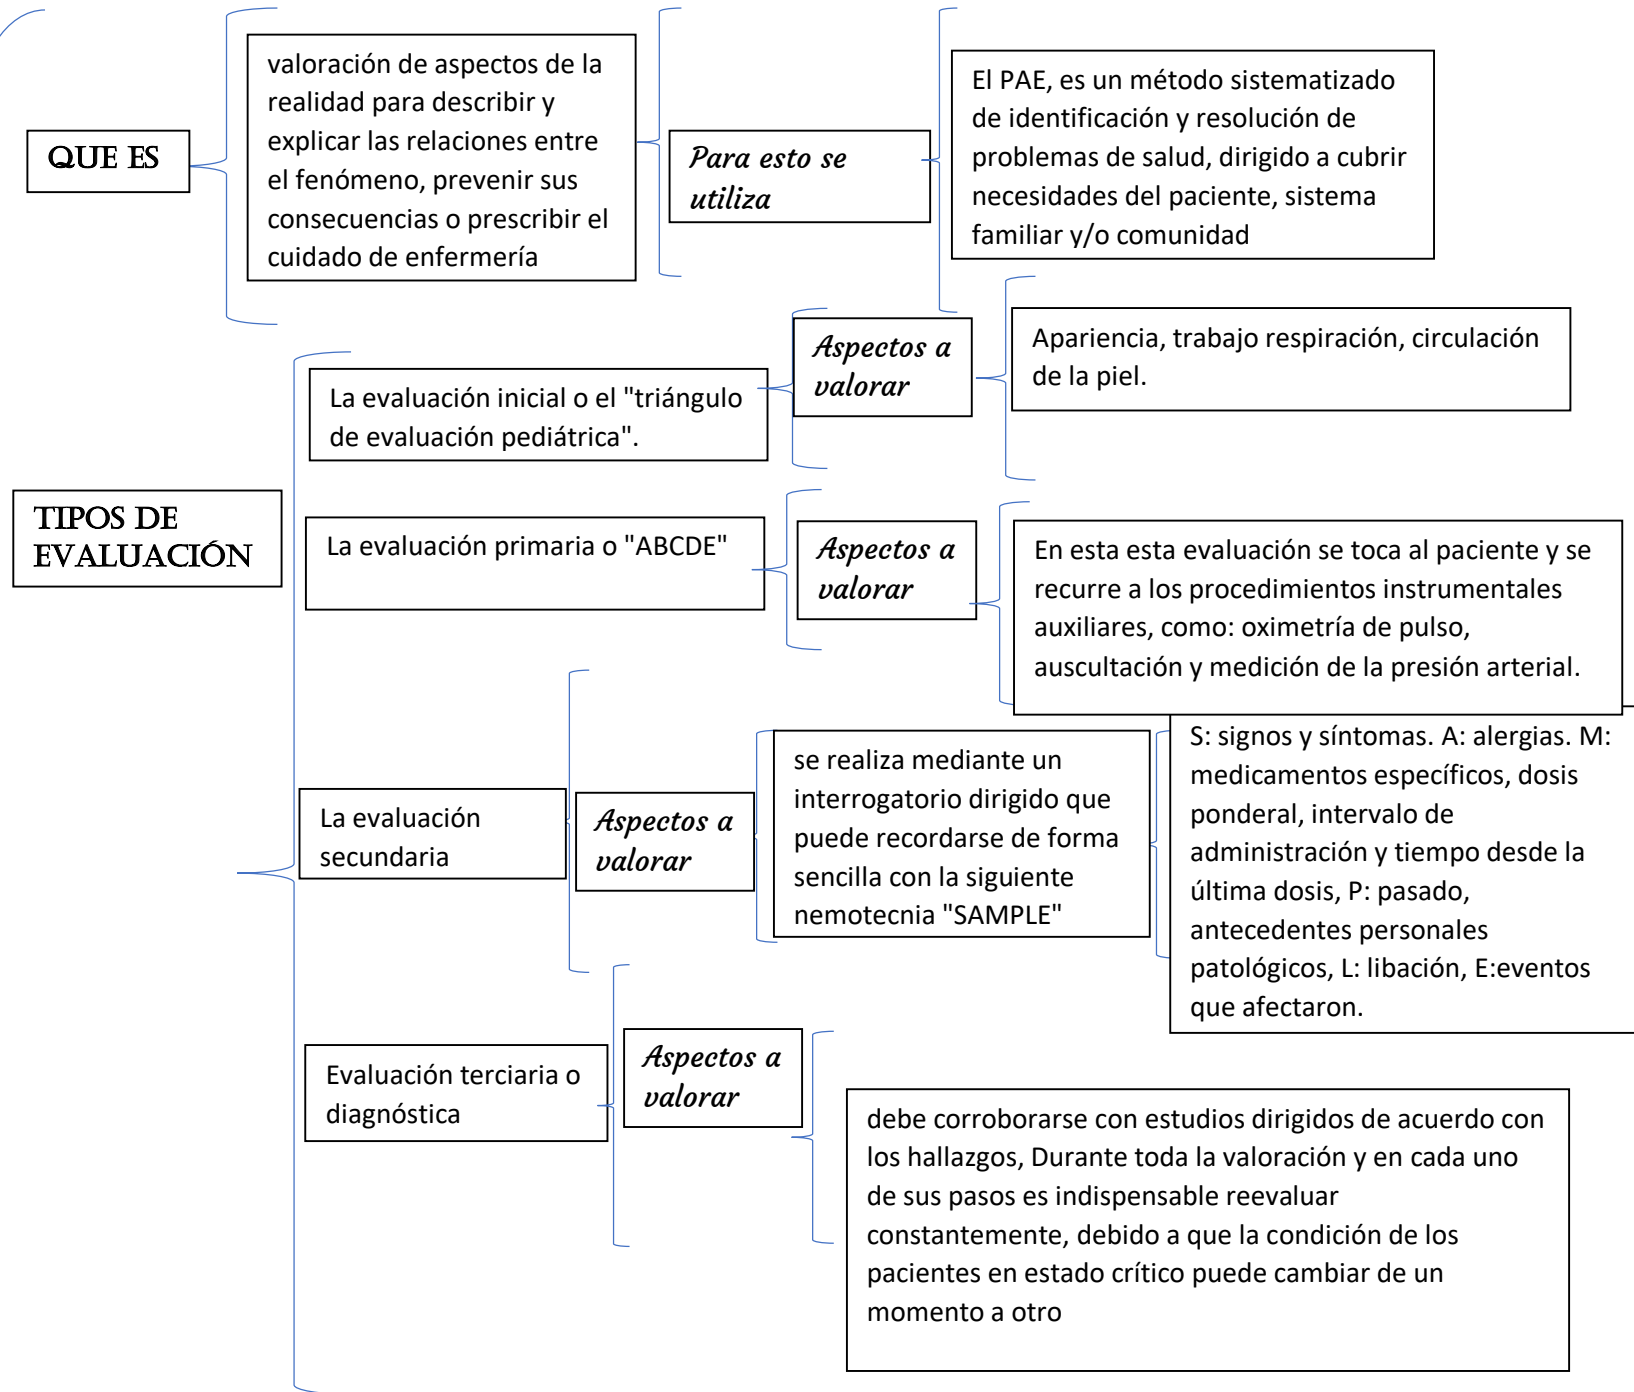 QUE ES
valoración de aspectos de la
realidad para describir y
explicar las relaciones entre
el fenómeno, prevenir sus
consecuencias o prescribir el
cuidado de enfermería
Para esto se
utiliza
El PAE, es un método sistematizado
de identificación y resolución de
problemas de salud, dirigido a cubrir
necesidades del paciente, sistema
familiar y/o comunidad
TIPOS DE
EVALUACIÓN
La evaluación inicial o el "triángulo
de evaluación pediátrica".
Aspectos a
valorar
Apariencia, trabajo respiración, circulación
de la piel.
La evaluación primaria o "ABCDE"
Aspectos a
valorar
En esta esta evaluación se toca al paciente y se
recurre a los procedimientos instrumentales
auxiliares, como: oximetría de pulso,
auscultación y medición de la presión arterial.
La evaluación
secundaria
Aspectos a
valorar
se realiza mediante un
interrogatorio dirigido que
puede recordarse de forma
sencilla con la siguiente
nemotecnia "SAMPLE"
S: signos y síntomas. A: alergias. M:
medicamentos específicos, dosis
ponderal, intervalo de
administración y tiempo desde la
última dosis, P: pasado,
antecedentes personales
patológicos, L: libación, E:eventos
que afectaron.
Evaluación terciaria o
diagnóstica
Aspectos a
valorar
debe corroborarse con estudios dirigidos de acuerdo con
los hallazgos, Durante toda la valoración y en cada uno
de sus pasos es indispensable reevaluar
constantemente, debido a que la condición de los
pacientes en estado crítico puede cambiar de un
momento a otro